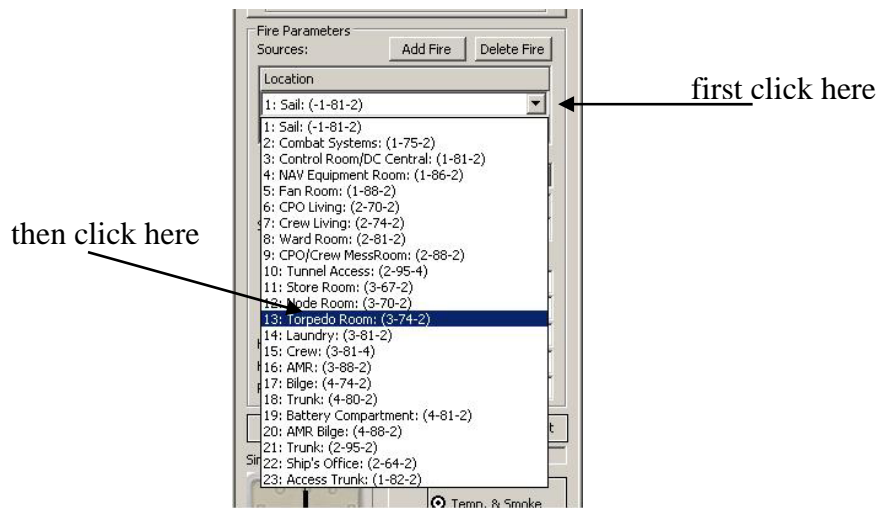 Fire Parameters
Sources: Add Fire Delete Fire
Location
first click here
1: Sail: (-1-81-2)
1: Sail: (-1-81-2)
2: Combat Systems: (1-75-2)
3: Control Room/DC Central: (1-81-2)
4: NAV Equipment Room: (1-86-2)
5: Fan Room: (1-88-2)
6: CPO Living: (2-70-2)
7: Crew Living: (2-74-2)
then click here
8: Ward Room: (2-81-2)
9: CPO/Crew MessRoom: (2-88-2)
10: Tunnel Access: (2-95-4)
11: Store Room: (3-67-2)
12: Node Room: (3-70-2)
13: Torpedo Room: (3-74-2)
14: Laundry: (3-81-2)
15: Crew: (3-81-4)
16: AMR: (3-88-2)
17: Bilge: (4-74-2)
18: Trunk: (4-80-2)
19: Battery Compartment: (4-81-2)
20: AMR Bilge: (4-88-2)
21: Trunk: (2-95-2)
22: Ship's Office: (2-64-2)
23: Access Trunk: (1-82-2)
Temp. & Smoke